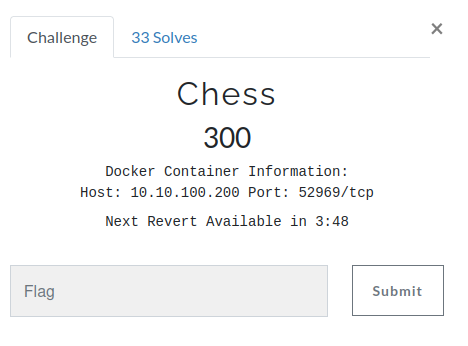 Challenge
33 Solves
×
Chess
300
Docker Container Information:
Host: 10.10.100.200 Port: 52969/tcp
Next Revert Available in 3:48
Flag
Submit